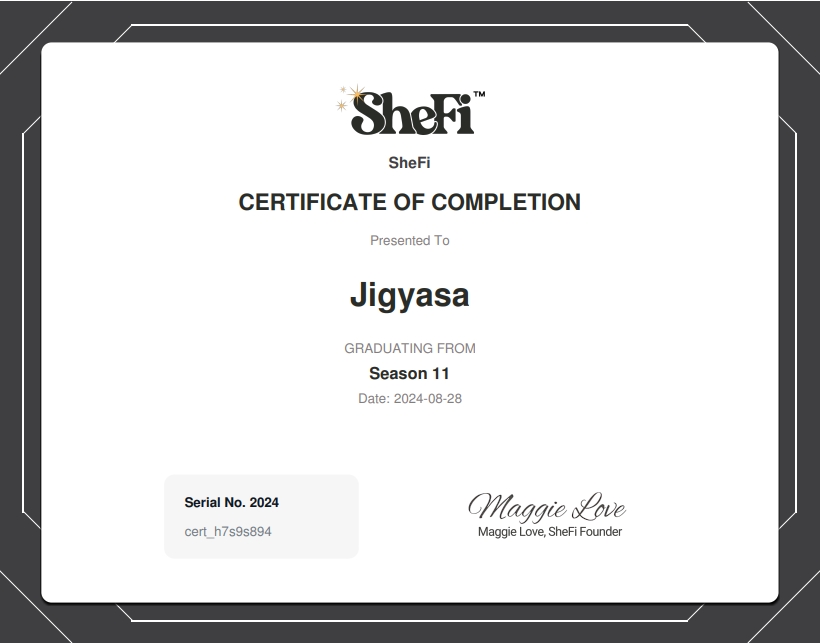 SheFi™
SheFi
CERTIFICATE OF COMPLETION
Presented To
Jigyasa
GRADUATING FROM
Season 11
Date: 2024-08-28
Serial No. 2024
cert_h7s9s894
Maggie Love
Maggie Love, SheFi Founder